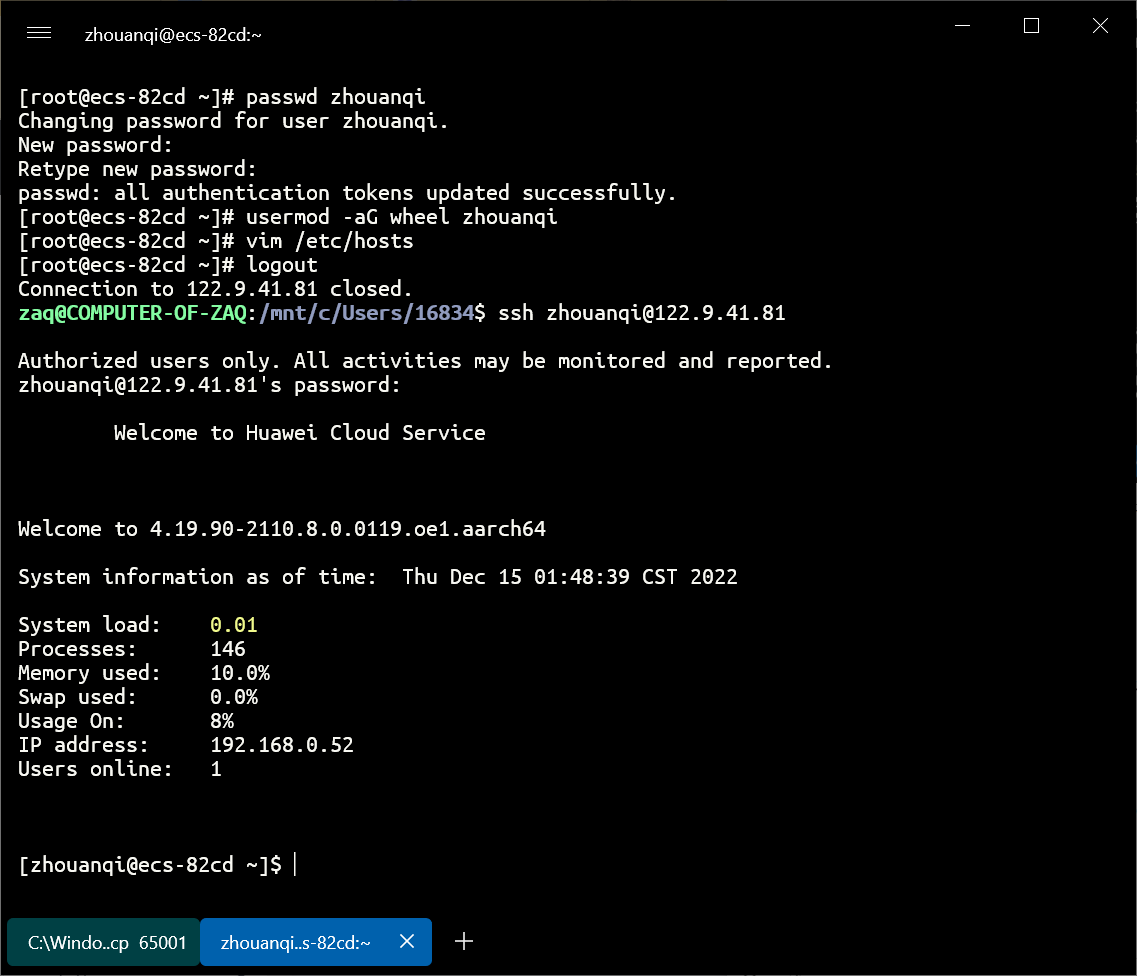 zhouanqi@ecs-82cd:~
[root@ecs-82cd ~]# passwd zhouanqi
Changing password for user zhouanqi.
New password:
Retype new password:
passwd: all authentication tokens updated successfully.
[root@ecs-82cd ~]# usermod -aG wheel zhouanqi
[root@ecs-82cd ~]# vim /etc/hosts
[root@ecs-82cd ~]# logout
Connection to 122.9.41.81 closed.
zaq@COMPUTER-OF-ZAQ:/mnt/c/Users/16834$ ssh zhouanqi@122.9.41.81
Authorized users only. All activities may be monitored and reported.
zhouanqi@122.9.41.81's password:
Welcome to Huawei Cloud Service
Welcome to 4.19.90-2110.8.0.0119.oe1.aarch64
System information as of time:  Thu Dec 15 01:48:39 CST 2022
System load:    0.01
Processes:      146
Memory used:    10.0%
Swap used:      0.0%
Usage On:       8%
IP address:     192.168.0.52
Users online:   1
[zhouanqi@ecs-82cd ~]$
C:\Windo..cp  65001 zhouanqi..s-82cd:~